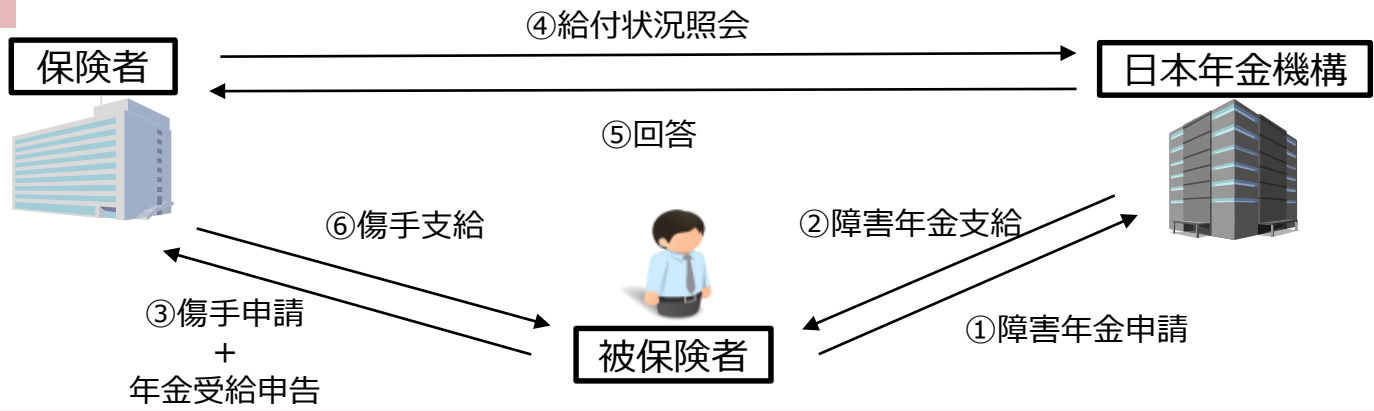 ④給付状況照会
保険者
日本年金機構
⑤回答
⑥傷手支給
②障害年金支給
③傷手申請
+
年金受給申告
①障害年金申請
被保険者